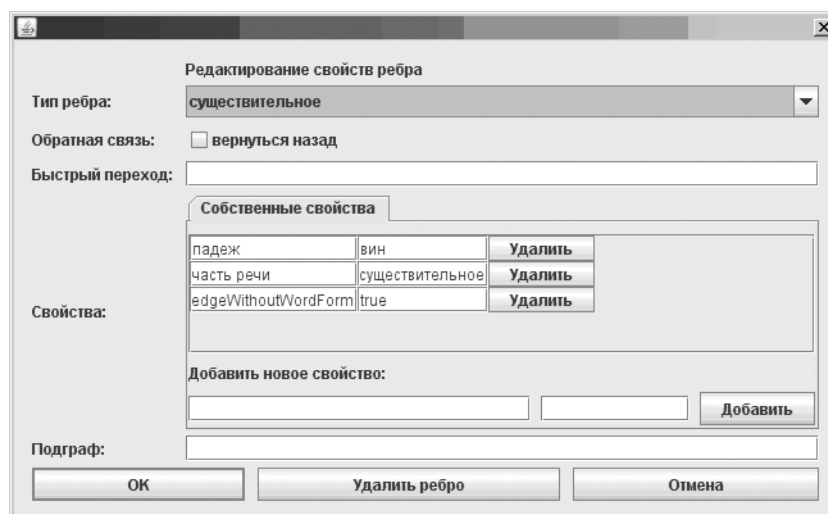 Редактирование свойств ребра
Тип ребра: существительное
Обратная связь: вернуться назад
Быстрый переход:
Собственные свойства
падеж вин Удалить
часть речи существительное Удалить
edgeWithoutWordForm true Удалить
Свойства:
Добавить новое свойство:
Добавить
Подграф:
ОК Удалить ребро Отмена